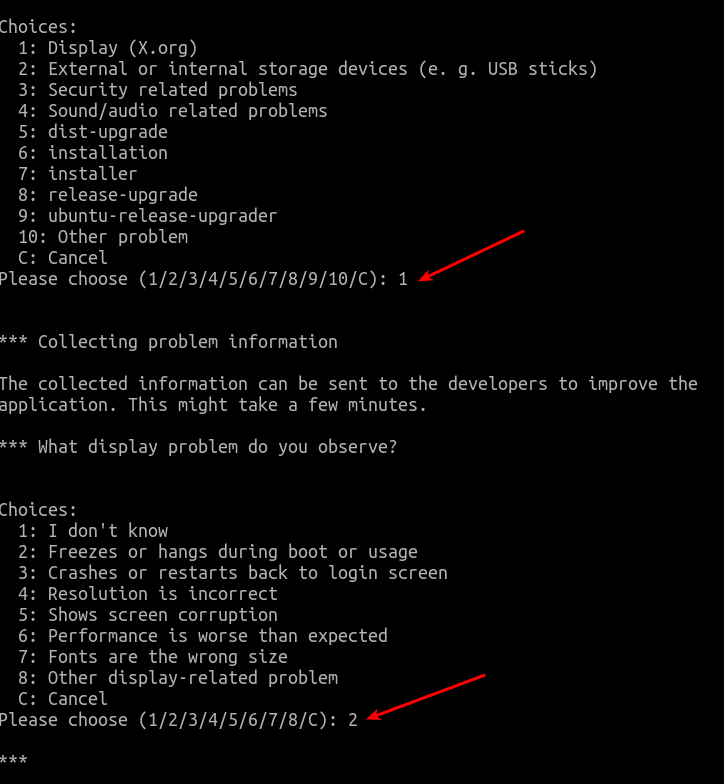 Choices:
1: Display (X.org)
2: External or internal storage devices (e. g. USB sticks)
3: Security related problems
4: Sound/audio related problems
5: dist-upgrade
6: installation
7: installer
8: release-upgrade
9: ubuntu-release-upgrader
10: Other problem
C: Cancel
Please choose (1/2/3/4/5/6/7/8/9/10/C): 1
*** Collecting problem information
The collected information can be sent to the developers to improve the
application. This might take a few minutes.
*** What display problem do you observe?
Choices:
1: I don't know
2: Freezes or hangs during boot or usage
3: Crashes or restarts back to login screen
4: Resolution is incorrect
5: Shows screen corruption
6: Performance is worse than expected
7: Fonts are the wrong size
8: Other display-related problem
C: Cancel
Please choose (1/2/3/4/5/6/7/8/C): 2
***